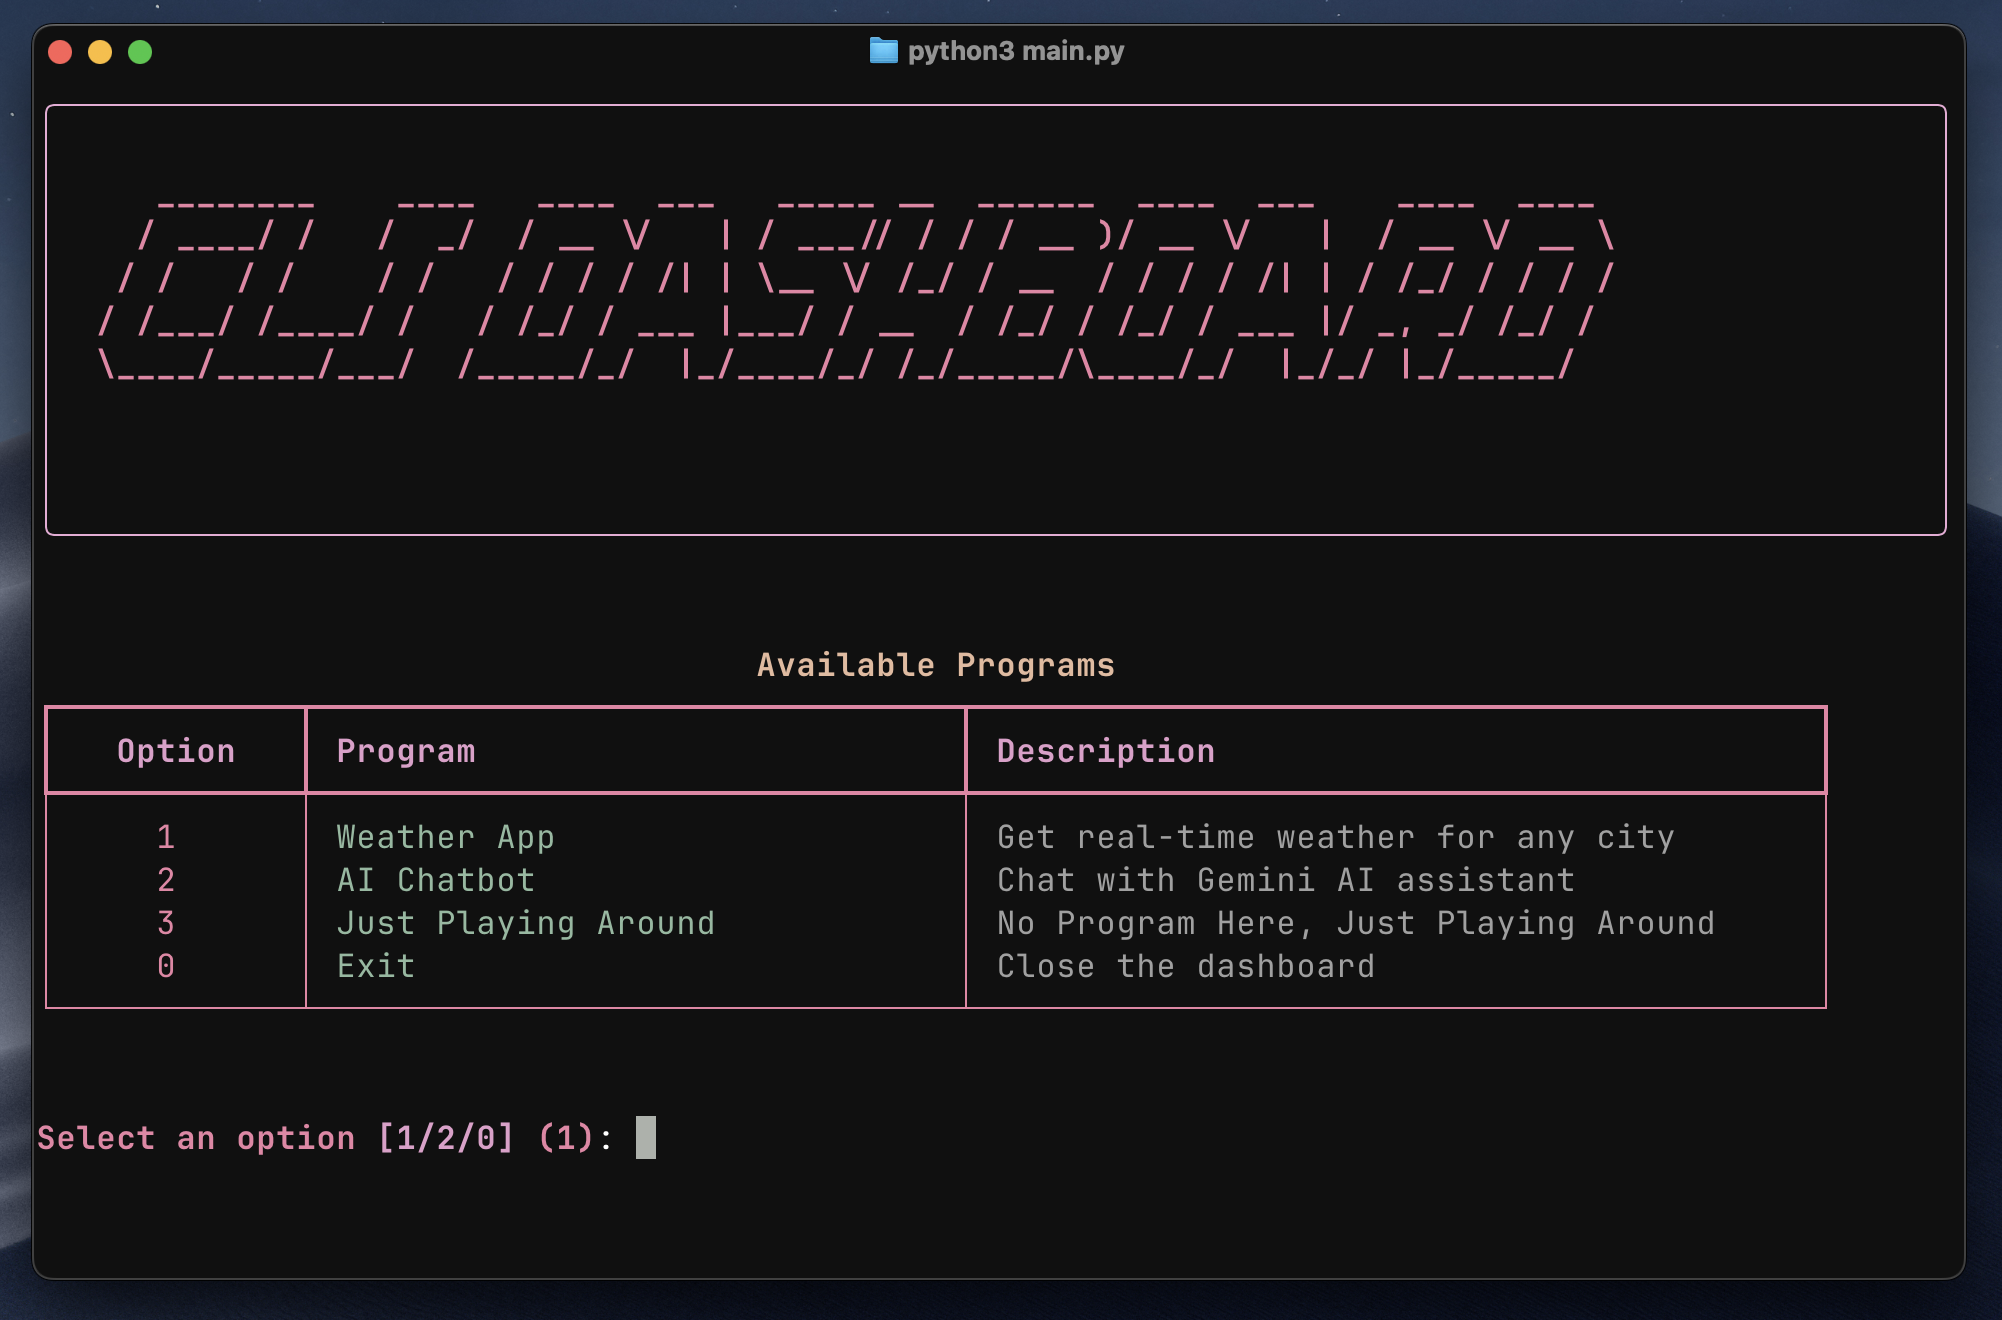 python3 main.py
CLI DASHBOARD
Available Programs
Option Program Description
1 Weather App Get real-time weather for any city
2 AI Chatbot Chat with Gemini AI assistant
3 Just Playing Around No Program Here, Just Playing Around
0 Exit Close the dashboard
Select an option [1/2/0] (1):